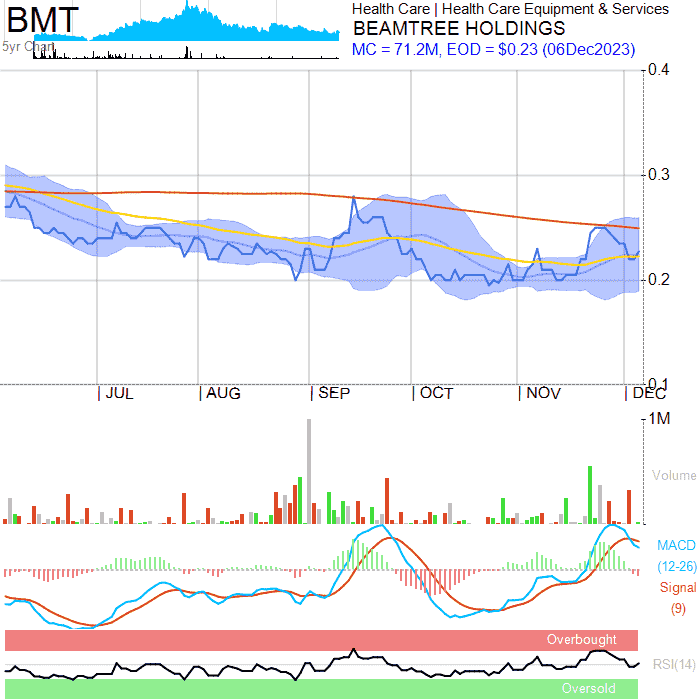 BMT
5yr Chart
Health Care | Health Care Equipment & Services
BEAMTREE HOLDINGS
MC = 71.2M, EOD = $0.23 (06Dec2023)
0.4
0.3
0.2
0.1
JUL
AUG
SEP
OCT
NOV
DEC
1M
Volume
MACD
(12-26)
Signal
(9)
Overbought
RSI(14)
Oversold